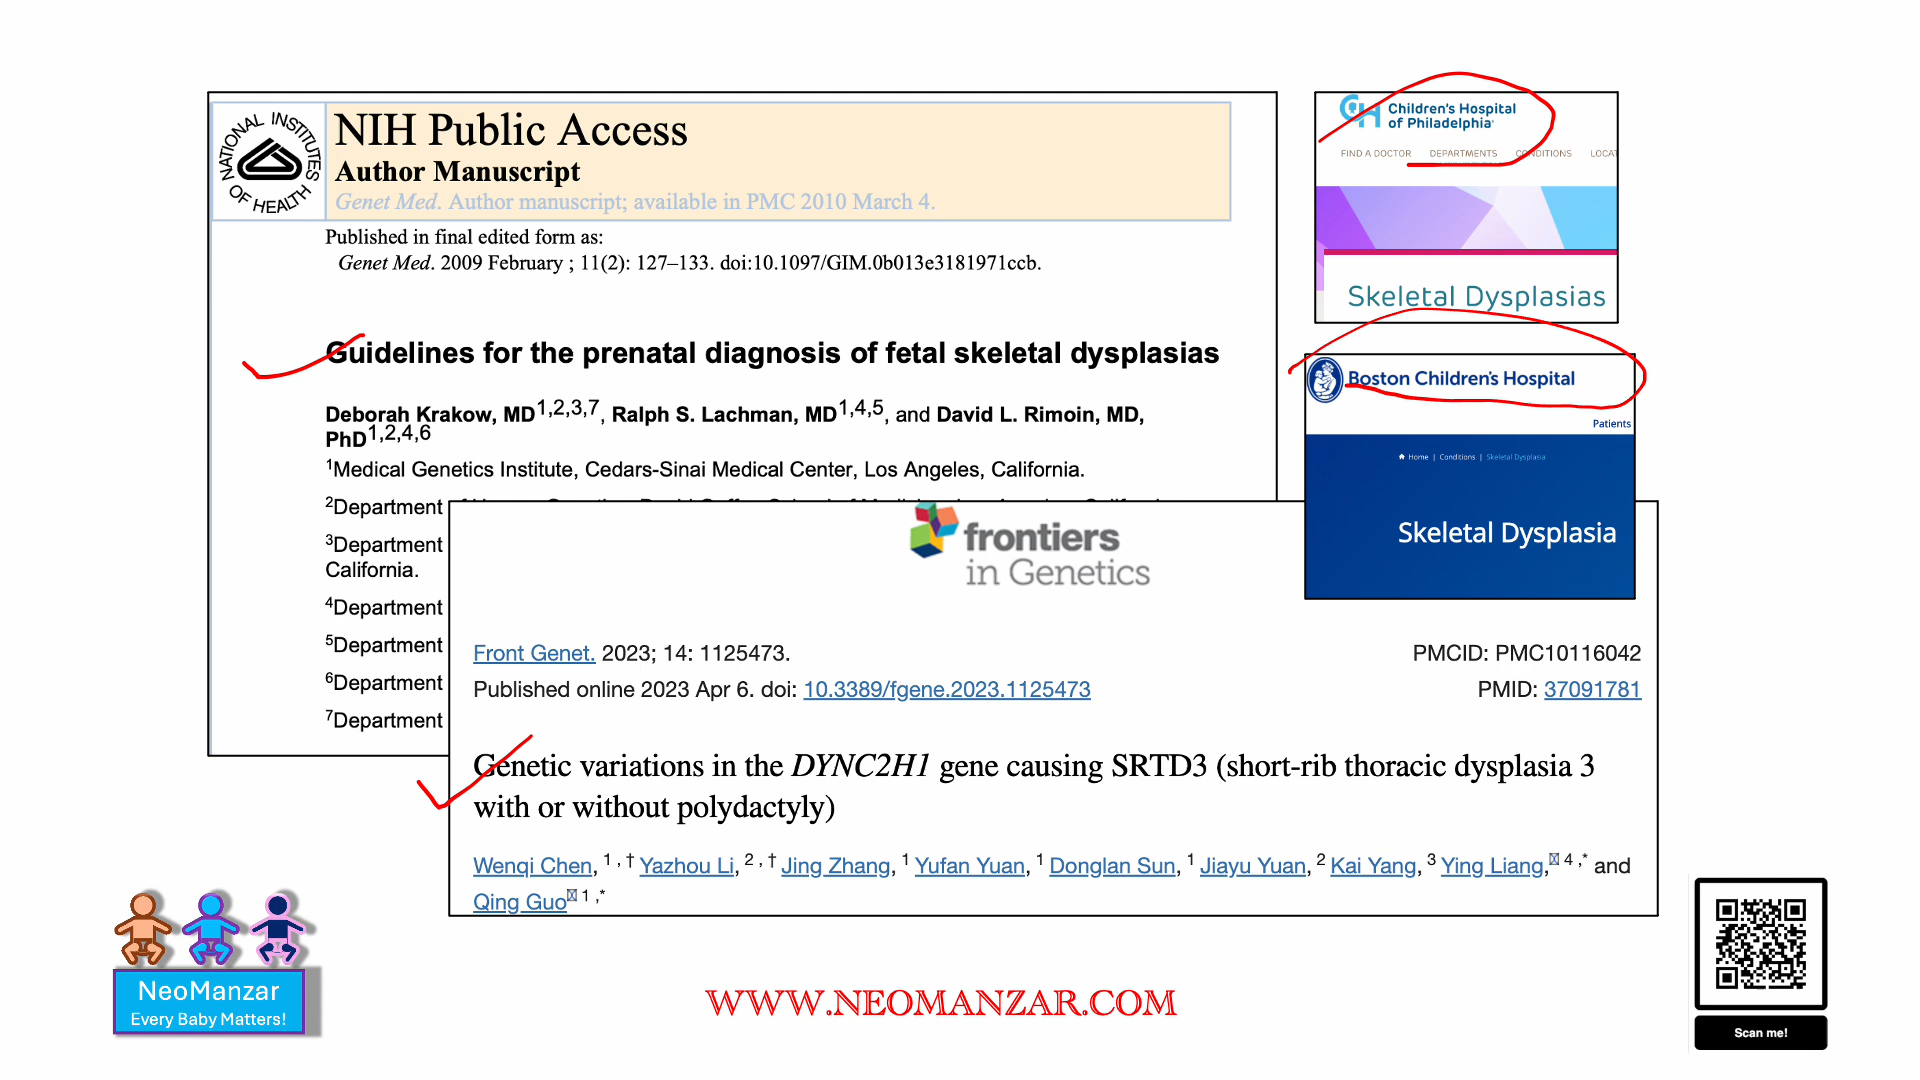 NATIONAL INSTITUTES OF HEALTH
NIH Public Access
Author Manuscript
Genet Med. Author manuscript; available in PMC 2010 March 4.
Published in final edited form as:
Genet Med. 2009 February ; 11(2): 127–133. doi:10.1097/GIM.0b013e3181971ccb.
Guidelines for the prenatal diagnosis of fetal skeletal dysplasias
Deborah Krakow, MD1,2,3,7, Ralph S. Lachman, MD1,4,5, and David L. Rimoin, MD,
PhD1,2,4,6
1Medical Genetics Institute, Cedars-Sinai Medical Center, Los Angeles, California.
2Department
3Department
California.
4Department
5Department
6Department
7Department
Children's Hospital
of Philadelphia
FIND A DOCTOR DEPARTMENTS CONDITIONS LOCAT
Skeletal Dysplasias
Boston Children's Hospital
Patients
Home | Conditions | Skeletal Dysplasia
Skeletal Dysplasia
frontiers
in Genetics
Front Genet. 2023; 14: 1125473.
PMCID: PMC10116042
Published online 2023 Apr 6. doi: 10.3389/fgene.2023.1125473
PMID: 37091781
Genetic variations in the DYNC2H1 gene causing SRTD3 (short-rib thoracic dysplasia 3
with or without polydactyly)
Wenqi Chen, 1 , † Yazhou Li, 2 , † Jing Zhang, 1 Yufan Yuan, 1 Donglan Sun, 1 Jiayu Yuan, 2 Kai Yang, 3 Ying Liang, 4 ,* and
Qing Guo 1 ,*
NeoManzar
Every Baby Matters!
WWW.NEOMANZAR.COM
Scan me!